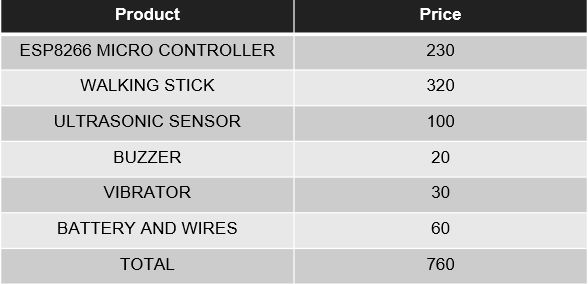 Product Price
ESP8266 MICRO CONTROLLER 230
WALKING STICK 320
ULTRASONIC SENSOR 100
BUZZER 20
VIBRATOR 30
BATTERY AND WIRES 60
TOTAL 760